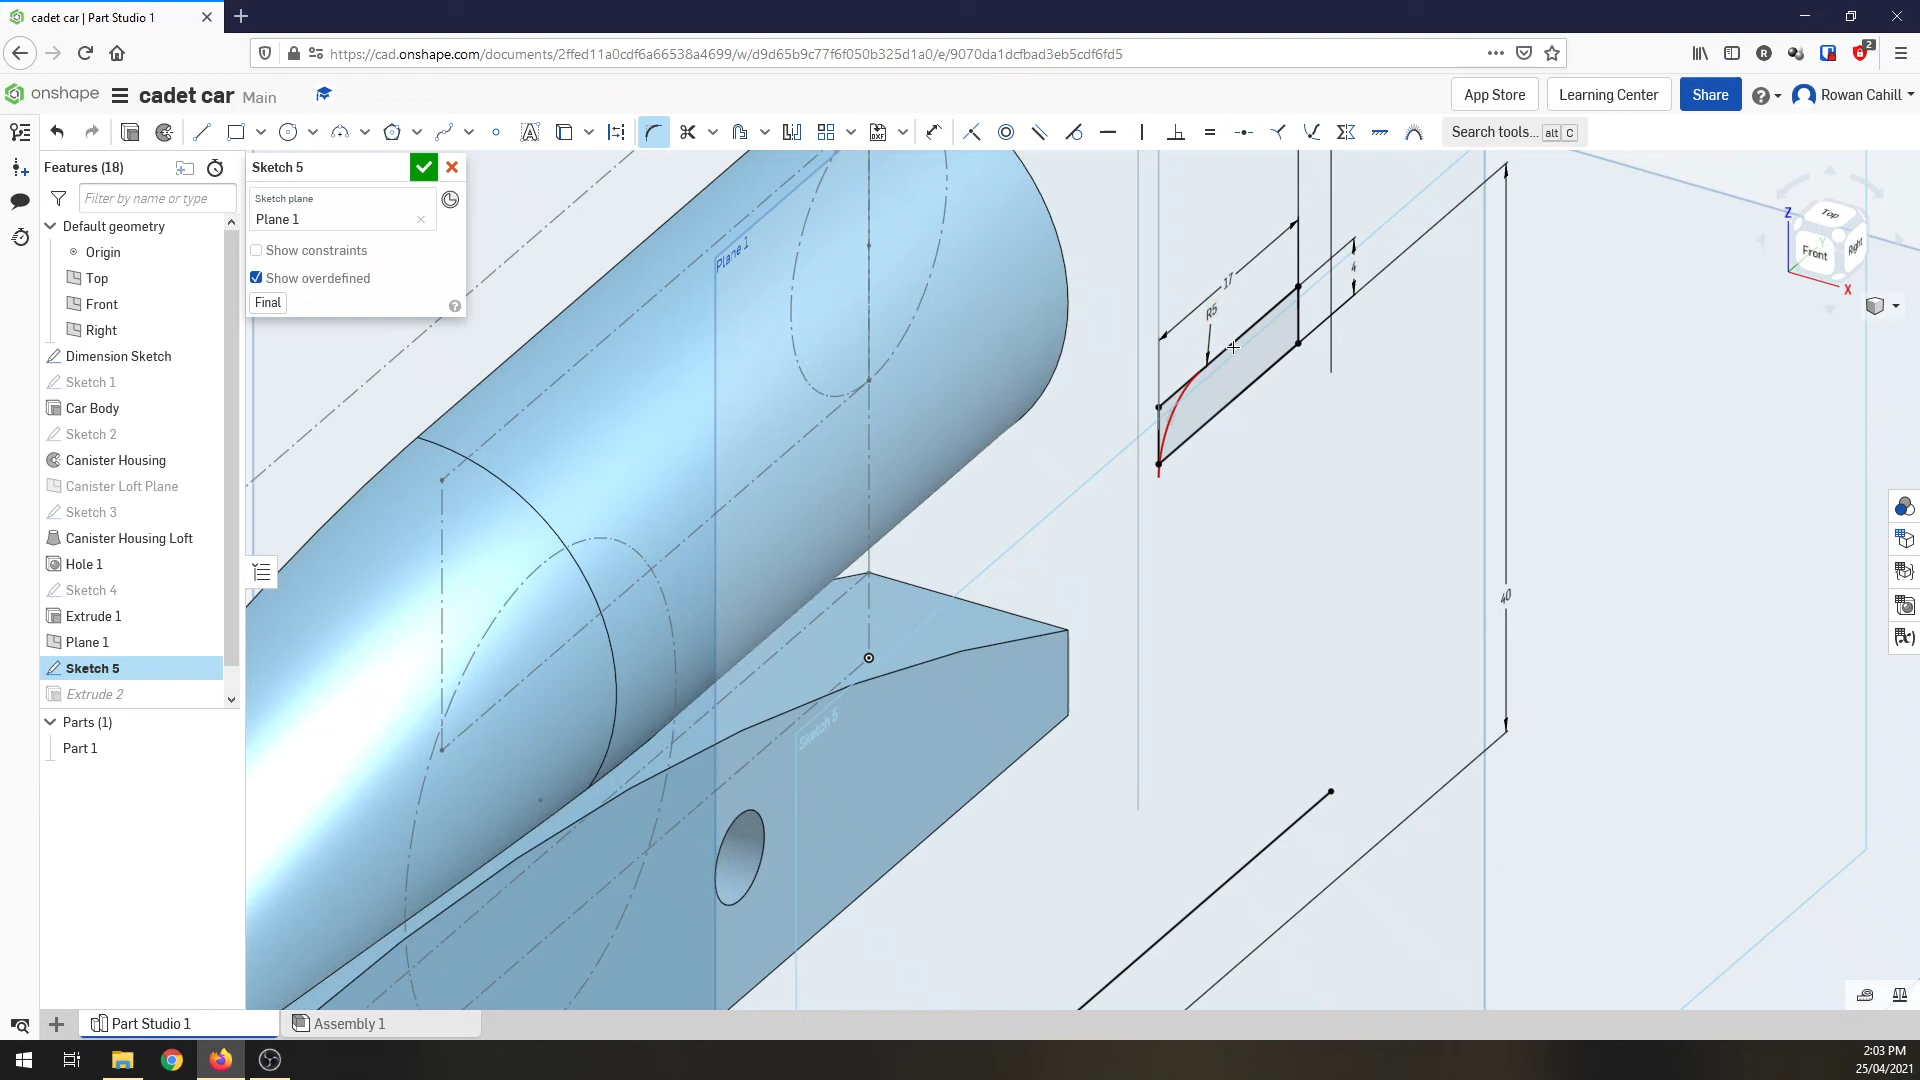 cadet car | Part Studio 1
https://cad.onshape.com/documents/2ffed11a0cdf6a66538a4699/w/d9d65b9c77f6f050b325d1a0/e/9070da1dcfbad3eb5cdf6fd5
2
onshape
cadet car Main
App Store
Learning Center
Share
Rowan Cahill
Search tools... alt C
Features (18)
Filter by name or type
Default geometry
Origin
Top
Front
Right
Dimension Sketch
Sketch 1
Car Body
Sketch 2
Canister Housing
Canister Loft Plane
Sketch 3
Canister Housing Loft
Hole 1
Sketch 4
Extrude 1
Plane 1
Sketch 5
Extrude 2
Parts (1)
Part 1
Sketch 5
Sketch plane
Plane 1
Show constraints
Show overdefined
Final
Plane 1
Sketch 5
17
R5
4
40
Z
Top
Front
Right
Y
X
Part Studio 1
Assembly 1
2:03 PM
25/04/2021